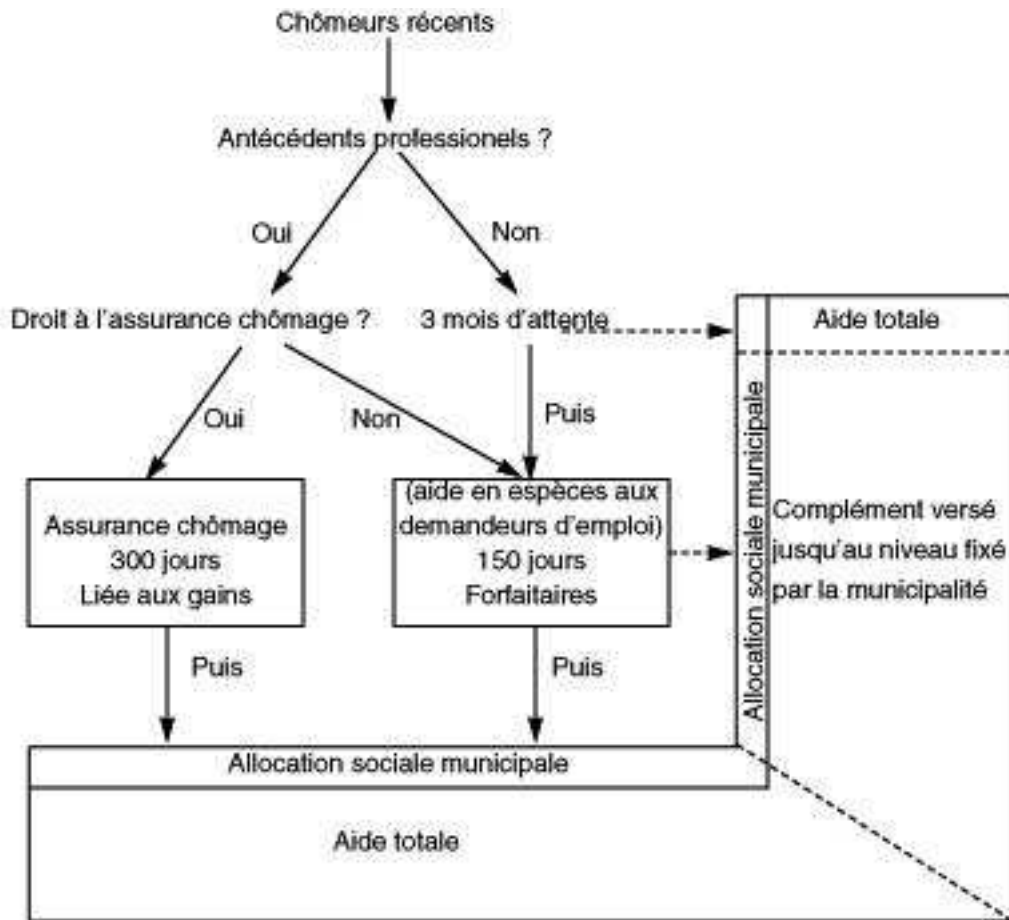 Chômeurs récents
Antécédents professionels ?
Oui
Non
Droit à l'assurance chômage ?
3 mois d'attente
Aide totale
Oui
Non
Puis
Assurance chômage
300 jours
Liée aux gains
(aide en espèces aux
demandeurs d'emploi)
150 jours
Forfaitaires
Allocation sociale municipale
Complément versé
jusqu'au niveau fixé
par la municipalité
Puis
Puis
Allocation sociale municipale
Aide totale